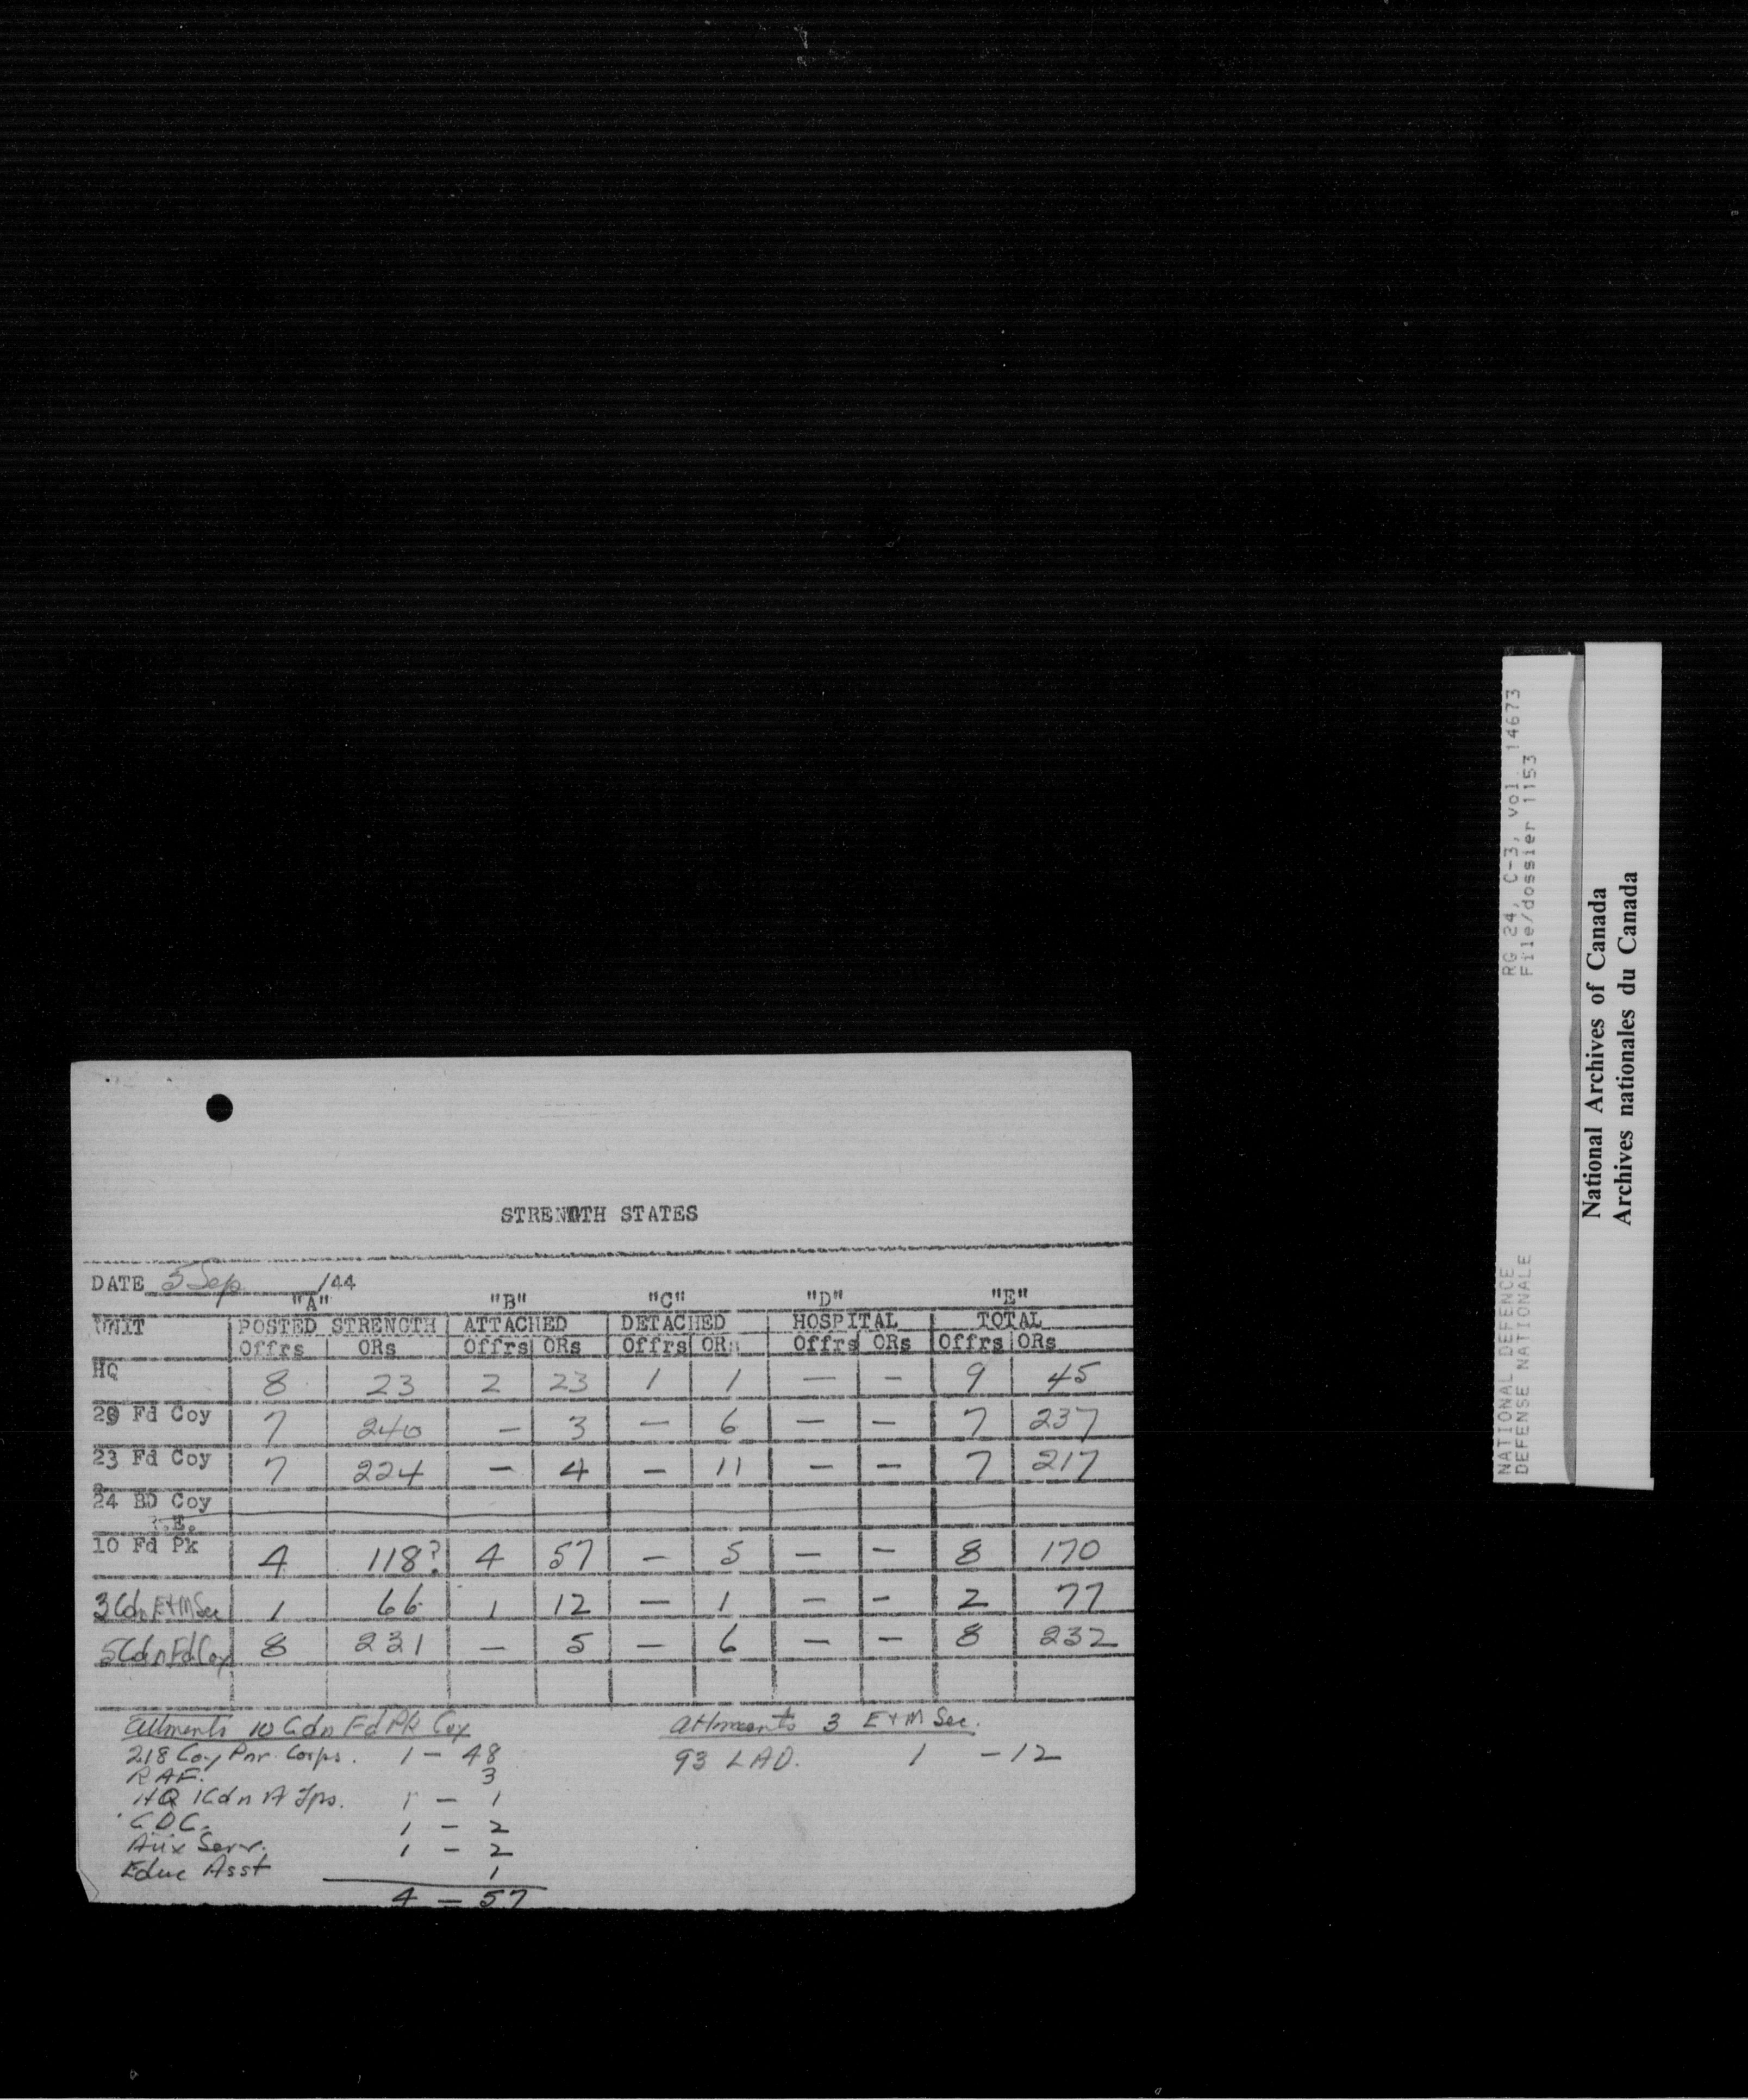 STRENGTH STATES
DATE 5 Sep /44
"A" "B" "C" "D" "E"
UNIT POSTED STRENGTH ATTACHED DETACHED HOSPITAL TOTAL
Offrs ORs Offrs ORs Offrs ORs Offrs ORs Offrs ORs
HQ 8 23 2 23 1 1 — — 9 45
29 Fd Coy 7 240 — 3 — 6 — — 7 237
23 Fd Coy 7 224 — 4 — 11 — — 7 217
24 BD Coy
R.E.
10 Fd Pk 4 118? 4 57 — 5 — — 8 170
3 Cdn E+M Sec 1 66 1 12 — 1 — — 2 77
5 Cdn Fd Coy 8 231 — 5 — 6 — — 8 232
Attments 10 Cdn Fd Pk Coy
218 Coy Pnr. Corps. 1 — 48
RAF. 3
HQ 1 Cdn A Tps. 1 — 1
CDC. 1 — 2
Aux Serv. 1 — 2
Educ Asst 1
4 — 57
Attments 3 E+M Sec.
93 LAD. 1 — 12
RG 24, C-3, vol. 14673
File/dossier 1153
NATIONAL DEFENCE
DEFENSE NATIONALE
National Archives of Canada
Archives nationales du Canada